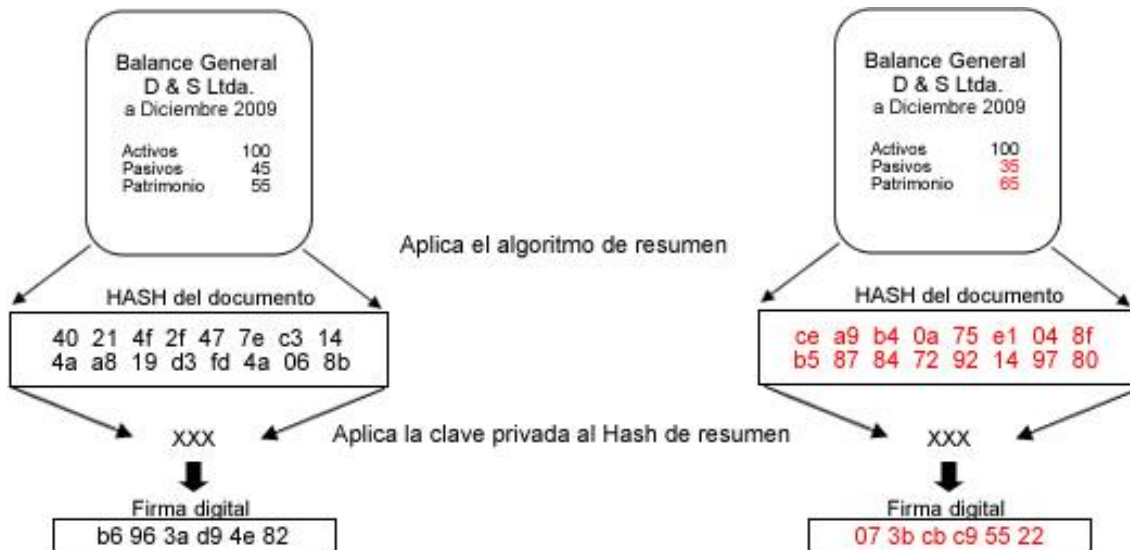 Balance General
D & S Ltda.
a Diciembre 2009
Activos 100
Pasivos 45
Patrimonio 55
Balance General
D & S Ltda.
a Diciembre 2009
Activos 100
Pasivos 35
Patrimonio 65
Aplica el algoritmo de resumen
HASH del documento
40 21 4f 2f 47 7e c3 14
4a a8 19 d3 fd 4a 06 8b
HASH del documento
ce a9 b4 0a 75 e1 04 8f
b5 87 84 72 92 14 97 80
XXX
Aplica la clave privada al Hash de resumen
XXX
Firma digital
b6 96 3a d9 4e 82
Firma digital
07 3b cb c9 55 22